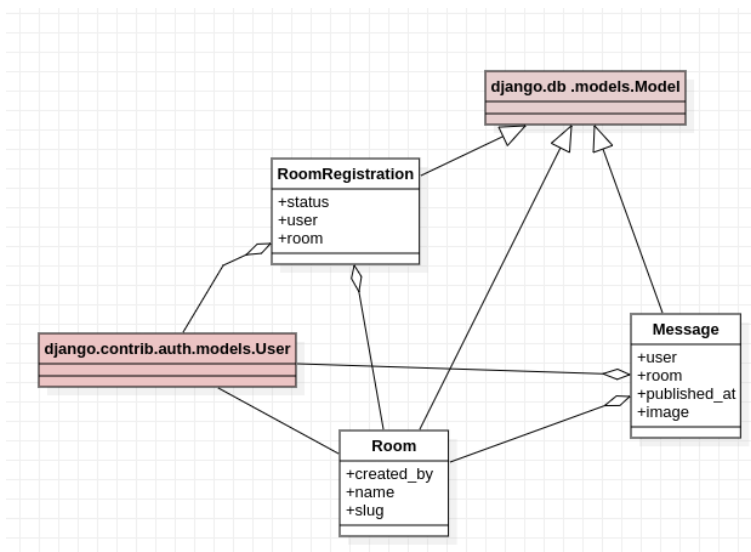 django.db .models.Model
RoomRegistration
+status
+user
+room
django.contrib.auth.models.User
Message
+user
+room
+published_at
+image
Room
+created_by
+name
+slug